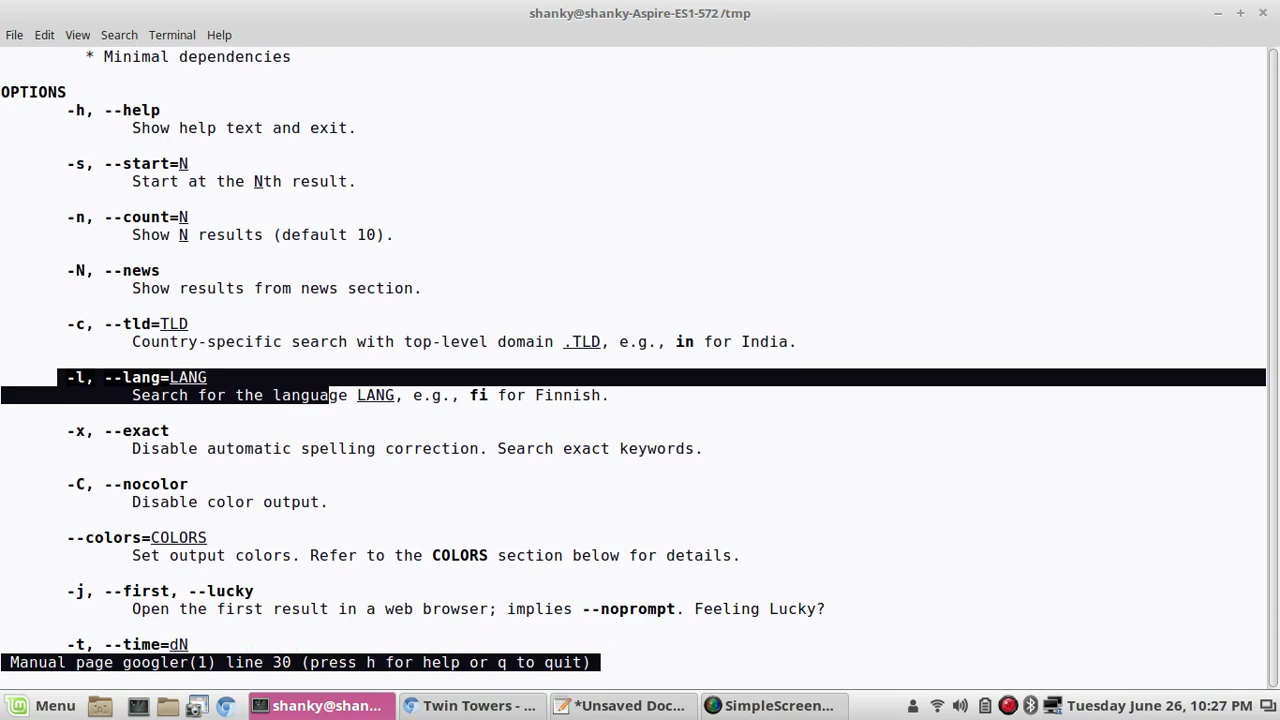 shanky@shanky-Aspire-ES1-572 /tmp
File Edit View Search Terminal Help
* Minimal dependencies
OPTIONS
-h, --help
Show help text and exit.
-s, --start=N
Start at the Nth result.
-n, --count=N
Show N results (default 10).
-N, --news
Show results from news section.
-c, --tld=TLD
Country-specific search with top-level domain .TLD, e.g., in for India.
-l, --lang=LANG
Search for the language LANG, e.g., fi for Finnish.
-x, --exact
Disable automatic spelling correction. Search exact keywords.
-C, --nocolor
Disable color output.
--colors=COLORS
Set output colors. Refer to the COLORS section below for details.
-j, --first, --lucky
Open the first result in a web browser; implies --noprompt. Feeling Lucky?
-t, --time=dN
Manual page googler(1) line 30 (press h for help or q to quit)
Menu shanky@shan... Twin Towers - ... *Unsaved Doc... SimpleScreen... Tuesday June 26, 10:27 PM